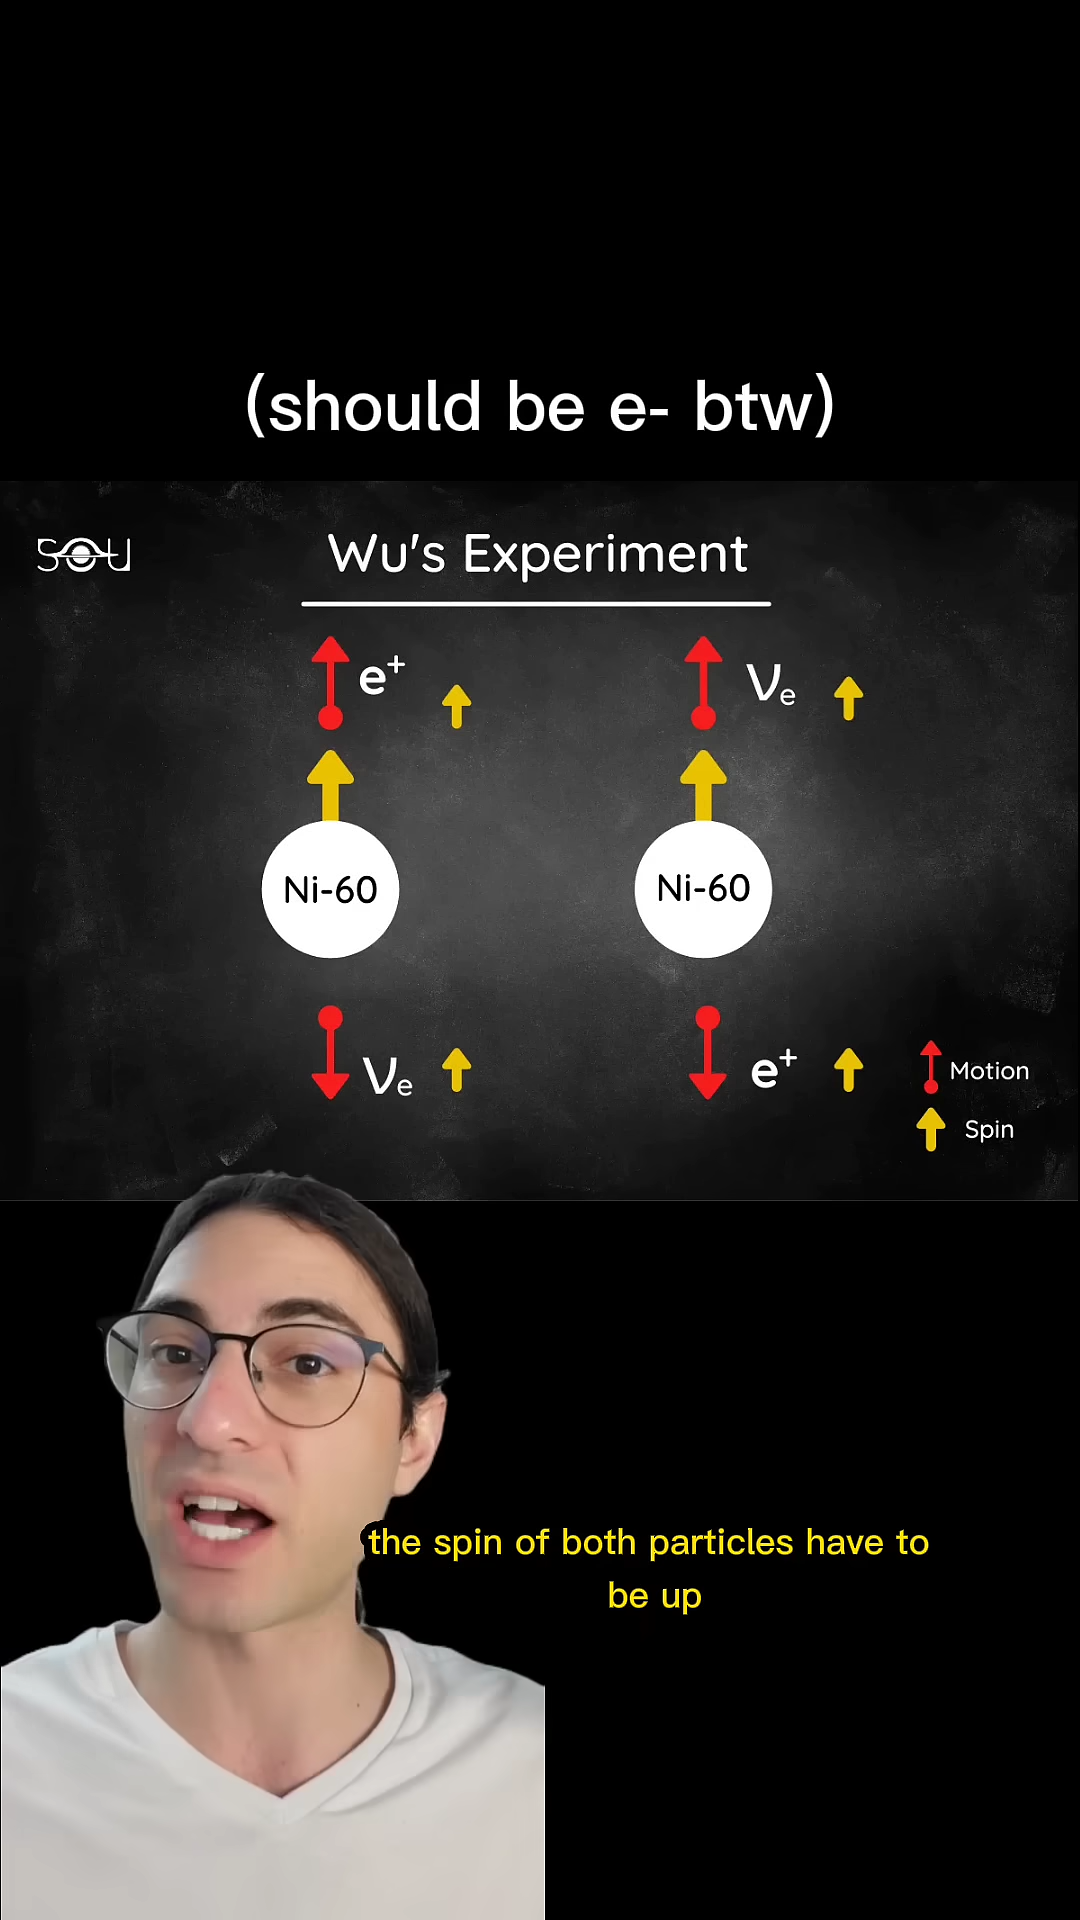 (should be e- btw)
SOU
Wu's Experiment
e⁺
νₑ
Ni-60
Ni-60
νₑ
e⁺
Motion
Spin
the spin of both particles have to
be up